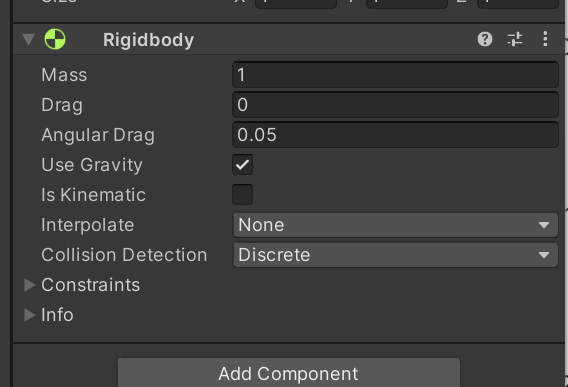 Rigidbody
Mass 1
Drag 0
Angular Drag 0.05
Use Gravity
Is Kinematic
Interpolate None
Collision Detection Discrete
Constraints
Info
Add Component